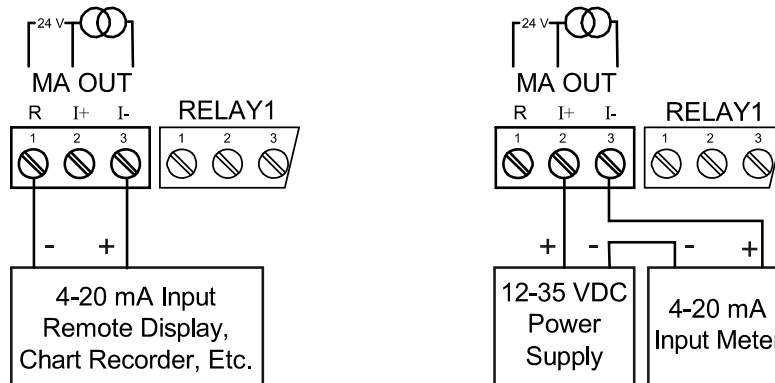 24 V
MA OUT
R I+ I-
RELAY1
1 2 3
1 2 3
- +
4-20 mA Input
Remote Display,
Chart Recorder, Etc.
24 V
MA OUT
R I+ I-
RELAY1
1 2 3
1 2 3
+ - - +
12-35 VDC
Power
Supply
4-20 mA
Input Meter